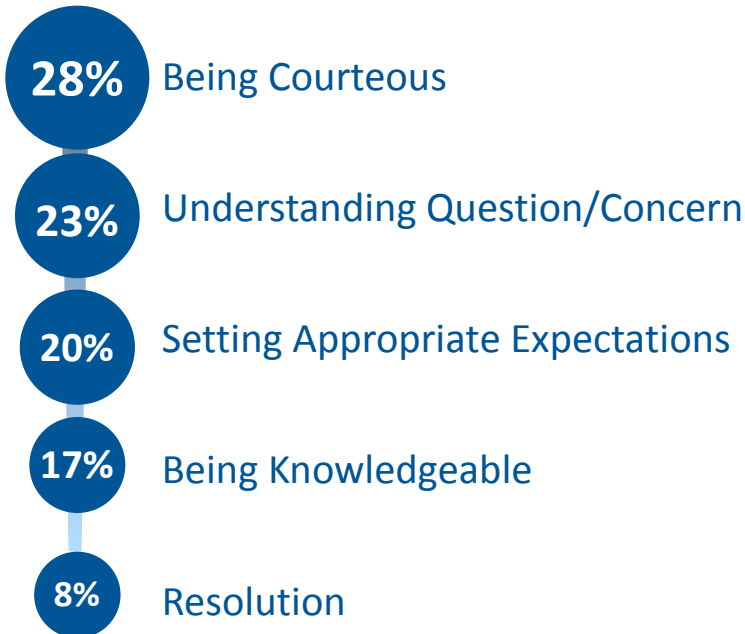 28% Being Courteous
23% Understanding Question/Concern
20% Setting Appropriate Expectations
17% Being Knowledgeable
8% Resolution